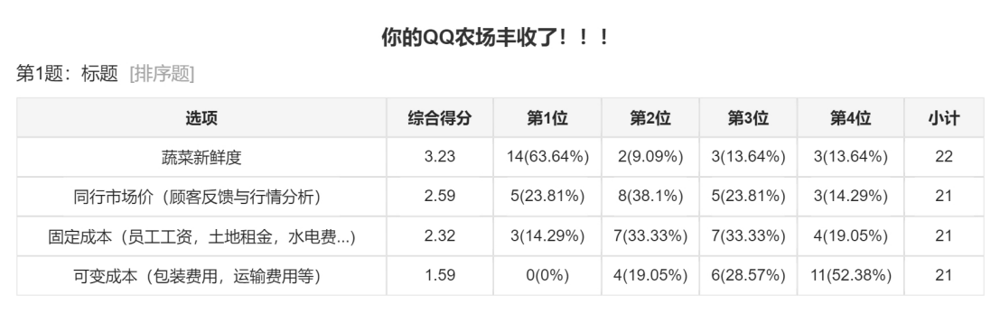 你的QQ农场丰收了！！！
第1题：标题 [排序题]
选项 综合得分 第1位 第2位 第3位 第4位 小计
蔬菜新鲜度 3.23 14(63.64%) 2(9.09%) 3(13.64%) 3(13.64%) 22
同行市场价（顾客反馈与行情分析） 2.59 5(23.81%) 8(38.1%) 5(23.81%) 3(14.29%) 21
固定成本（员工工资，土地租金，水电费...） 2.32 3(14.29%) 7(33.33%) 7(33.33%) 4(19.05%) 21
可变成本（包装费用，运输费用等） 1.59 0(0%) 4(19.05%) 6(28.57%) 11(52.38%) 21